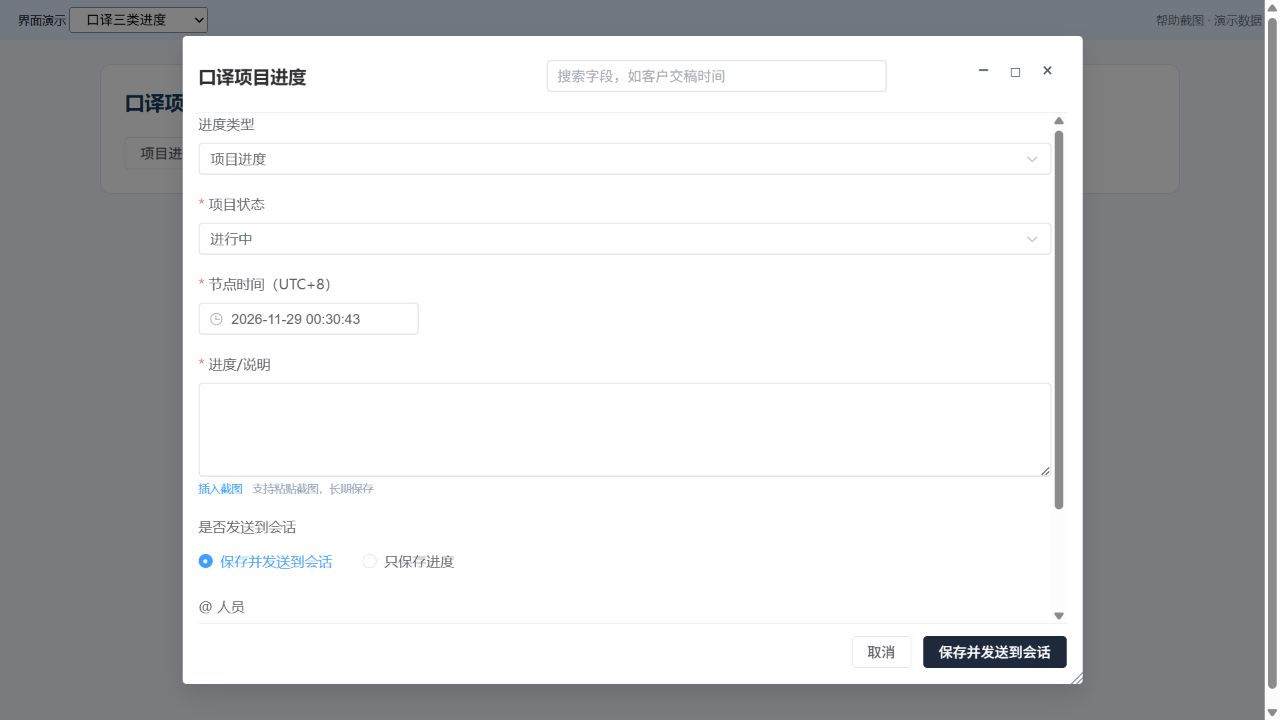 界面演示 口译三类进度
帮助截图 · 演示数据
口译项
项目进
口译项目进度
搜索字段，如客户交稿时间
进度类型
项目进度
* 项目状态
进行中
* 节点时间（UTC+8）
2026-11-29 00:30:43
* 进度/说明
插入截图 支持粘贴截图，长期保存
是否发送到会话
保存并发送到会话 只保存进度
@ 人员
取消 保存并发送到会话